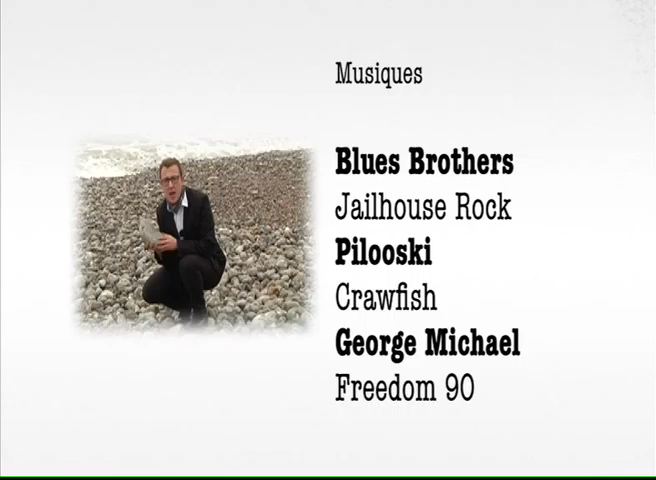 Musiques
Blues Brothers
Jailhouse Rock
Pilooski
Crawfish
George Michael
Freedom 90